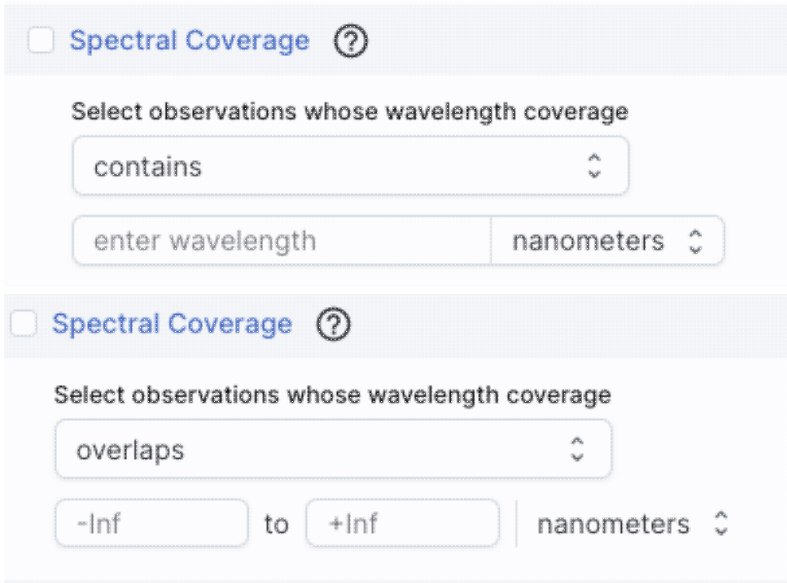 Spectral Coverage ?
Select observations whose wavelength coverage
contains
enter wavelength nanometers
Spectral Coverage ?
Select observations whose wavelength coverage
overlaps
-Inf to +Inf nanometers